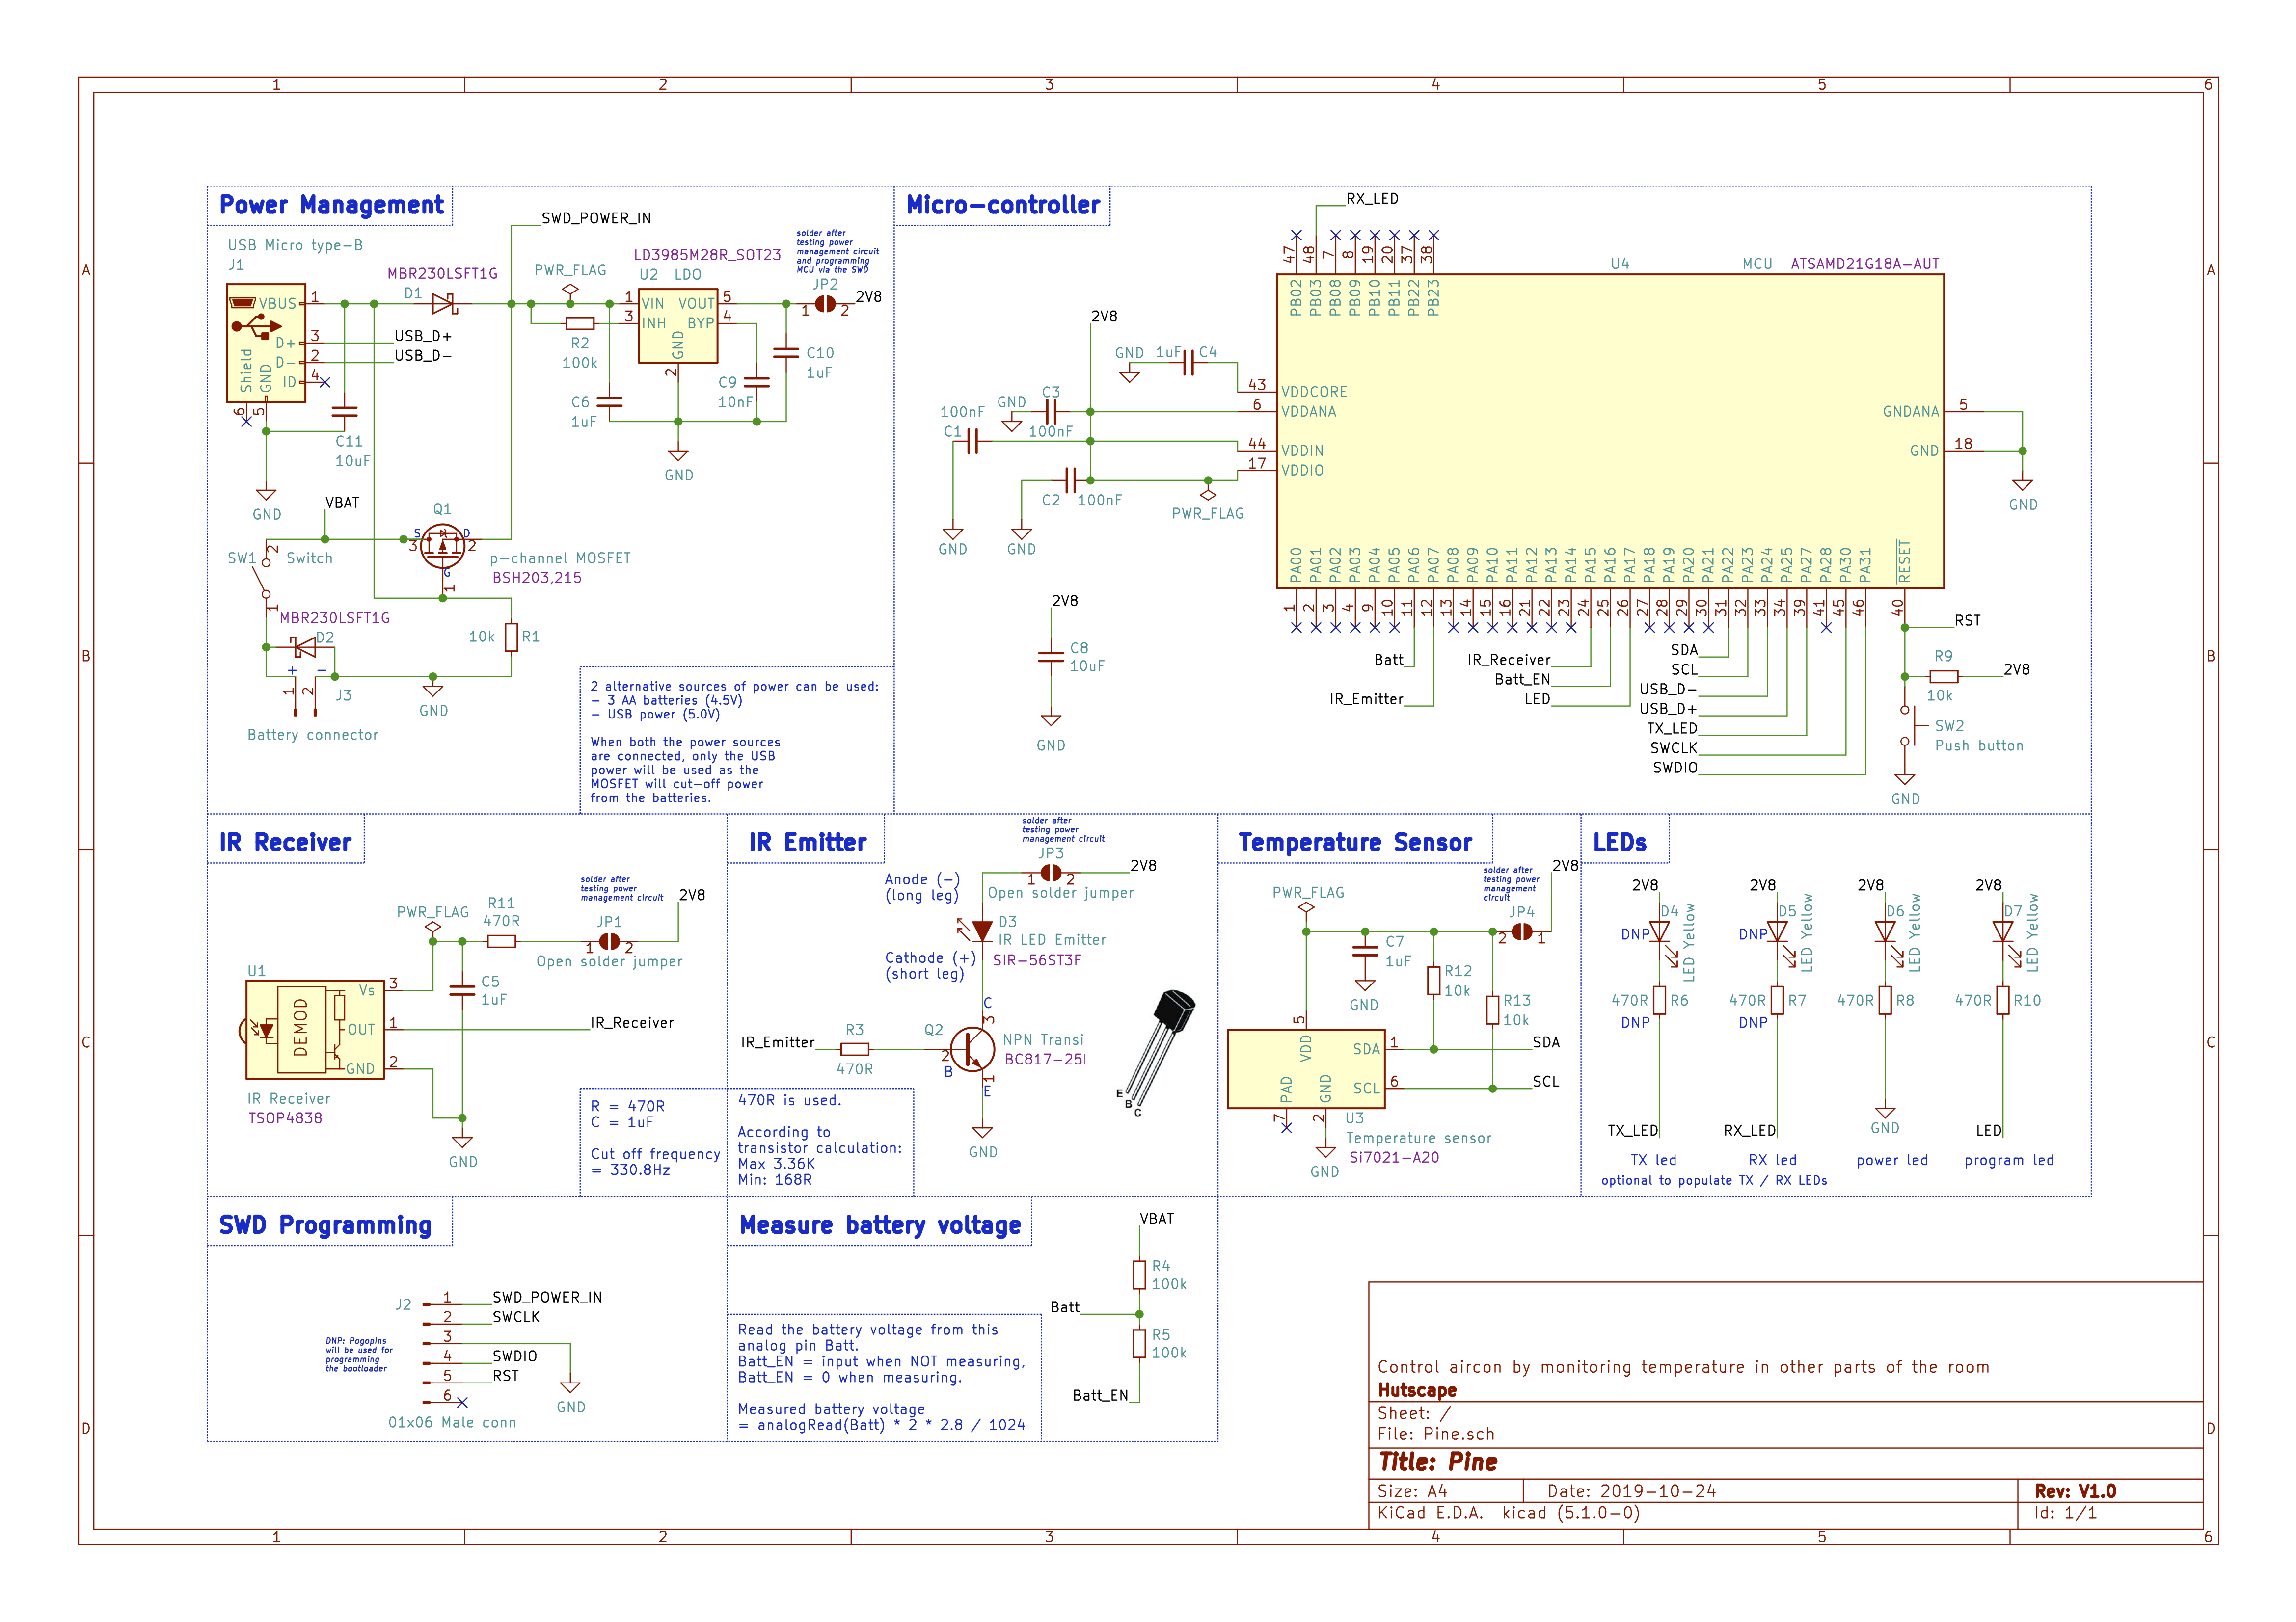 1 2 3 4 5 6
A
B
C
D
Power Management
SWD_POWER_IN
USB Micro type-B
J1
MBR230LSFT1G
D1
PWR_FLAG
LD3985M28R_SOT23
U2 LDO
solder after
testing power
management circuit
and programming
MCU via the SWD
JP2
1 2
2V8
VBUS 1
D+ 3
D- 2
ID 4
Shield 6
GND 5
USB_D+
USB_D-
VIN 1
INH 3
VOUT 5
BYP 4
GND 2
R2
100k
C6
1uF
C9
10nF
C10
1uF
GND
C11
10uF
GND
VBAT
Q1
S D
3 2
G
1
p-channel MOSFET
BSH203,215
SW1 Switch
2
1
MBR230LSFT1G
D2
+ -
1 2
J3
Battery connector
10k R1
GND
2 alternative sources of power can be used:
- 3 AA batteries (4.5V)
- USB power (5.0V)
When both the power sources
are connected, only the USB
power will be used as the
MOSFET will cut-off power
from the batteries.
Micro-controller
RX_LED
47 48 7 8 19 20 37 38
PB02 PB03 PB08 PB09 PB10 PB11 PB22 PB23
U4 MCU ATSAMD21G18A-AUT
2V8
GND 1uF C4
43 VDDCORE
6 VDDANA
44 VDDIN
17 VDDIO
GND C3
100nF
100nF
C1
C2 100nF
PWR_FLAG
GND
GND
GNDANA 5
GND 18
GND
PA00 PA01 PA02 PA03 PA04 PA05 PA06 PA07 PA08 PA09 PA10 PA11 PA12 PA13 PA14 PA15 PA16 PA17 PA18 PA19 PA20 PA21 PA22 PA23 PA24 PA25 PA27 PA28 PA30 PA31 RESET
1 2 3 4 9 10 11 12 13 14 15 16 21 22 23 24 25 26 27 28 29 30 31 32 33 34 39 41 45 46 40
2V8
C8
10uF
GND
Batt
IR_Emitter
IR_Receiver
Batt_EN
LED
SDA
SCL
USB_D-
USB_D+
TX_LED
SWCLK
SWDIO
RST
R9
10k
2V8
SW2
Push button
GND
IR Receiver
solder after
testing power
management circuit
2V8
R11
470R
PWR_FLAG
JP1
1 2
Open solder jumper
U1
DEMOD
Vs 3
OUT 1
GND 2
C5
1uF
IR_Receiver
IR Receiver
TSOP4838
GND
R = 470R
C = 1uF
Cut off frequency
= 330.8Hz
IR Emitter
solder after
testing power
management circuit
JP3
1 2
2V8
Open solder jumper
Anode (-)
(long leg)
D3
IR LED Emitter
SIR-56ST3F
Cathode (+)
(short leg)
C
3
IR_Emitter
R3
470R
Q2
2
B
NPN Transi
BC817-25
1
E
GND
E
B
C
470R is used.
According to
transistor calculation:
Max 3.36K
Min: 168R
Temperature Sensor
solder after
testing power
management
circuit
2V8
PWR_FLAG
JP4
2 1
C7
1uF
GND
R12
10k
R13
10k
5
VDD
SDA 1
SCL 6
PAD
GND
7 2
SDA
SCL
U3
Temperature sensor
Si7021-A20
GND
LEDs
2V8 2V8 2V8 2V8
D4 D5 D6 D7
DNP DNP
LED Yellow LED Yellow LED Yellow LED Yellow
470R R6 470R R7 470R R8 470R R10
DNP DNP
TX_LED RX_LED GND LED
TX led RX led power led program led
optional to populate TX / RX LEDs
SWD Programming
J2
1 SWD_POWER_IN
2 SWCLK
3
4 SWDIO
5 RST
6
GND
DNP: Pogopins
will be used for
programming
the bootloader
01x06 Male conn
Measure battery voltage
VBAT
R4
100k
Batt
R5
100k
Batt_EN
Read the battery voltage from this
analog pin Batt.
Batt_EN = input when NOT measuring,
Batt_EN = 0 when measuring.
Measured battery voltage
= analogRead(Batt) * 2 * 2.8 / 1024
Control aircon by monitoring temperature in other parts of the room
Hutscape
Sheet: /
File: Pine.sch
Title: Pine
Size: A4 Date: 2019-10-24 Rev: V1.0
KiCad E.D.A. kicad (5.1.0-0) Id: 1/1
A
B
C
D
1 2 3 4 5 6